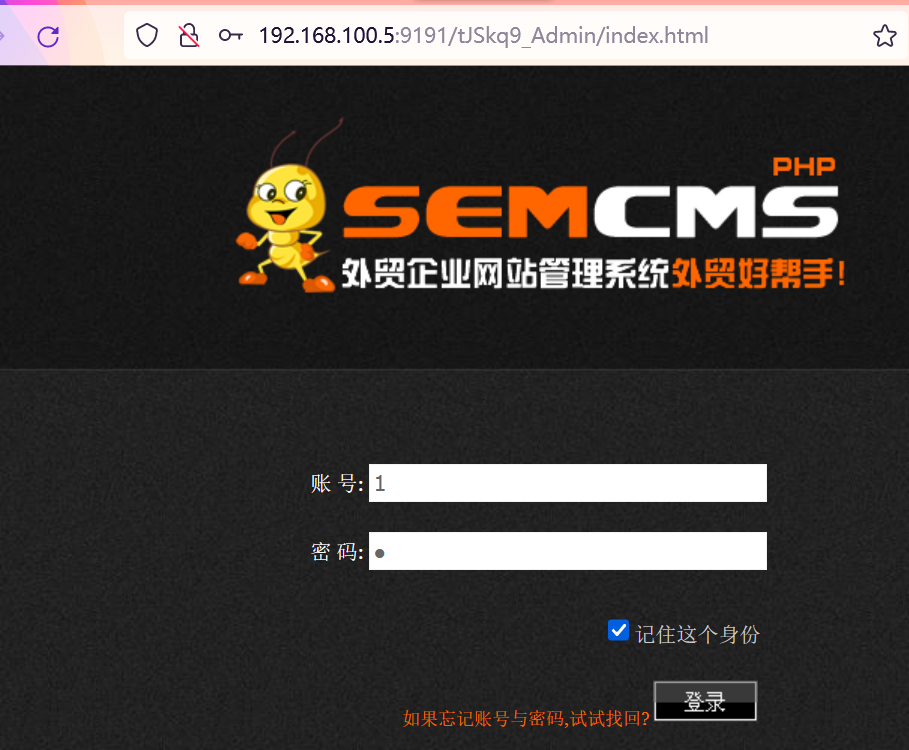 192.168.100.5:9191/tJSkq9_Admin/index.html
PHP
SEMCMS
外贸企业网站管理系统外贸好帮手!
账 号: 1
密 码: ●
记住这个身份
如果忘记账号与密码,试试找回? 登录